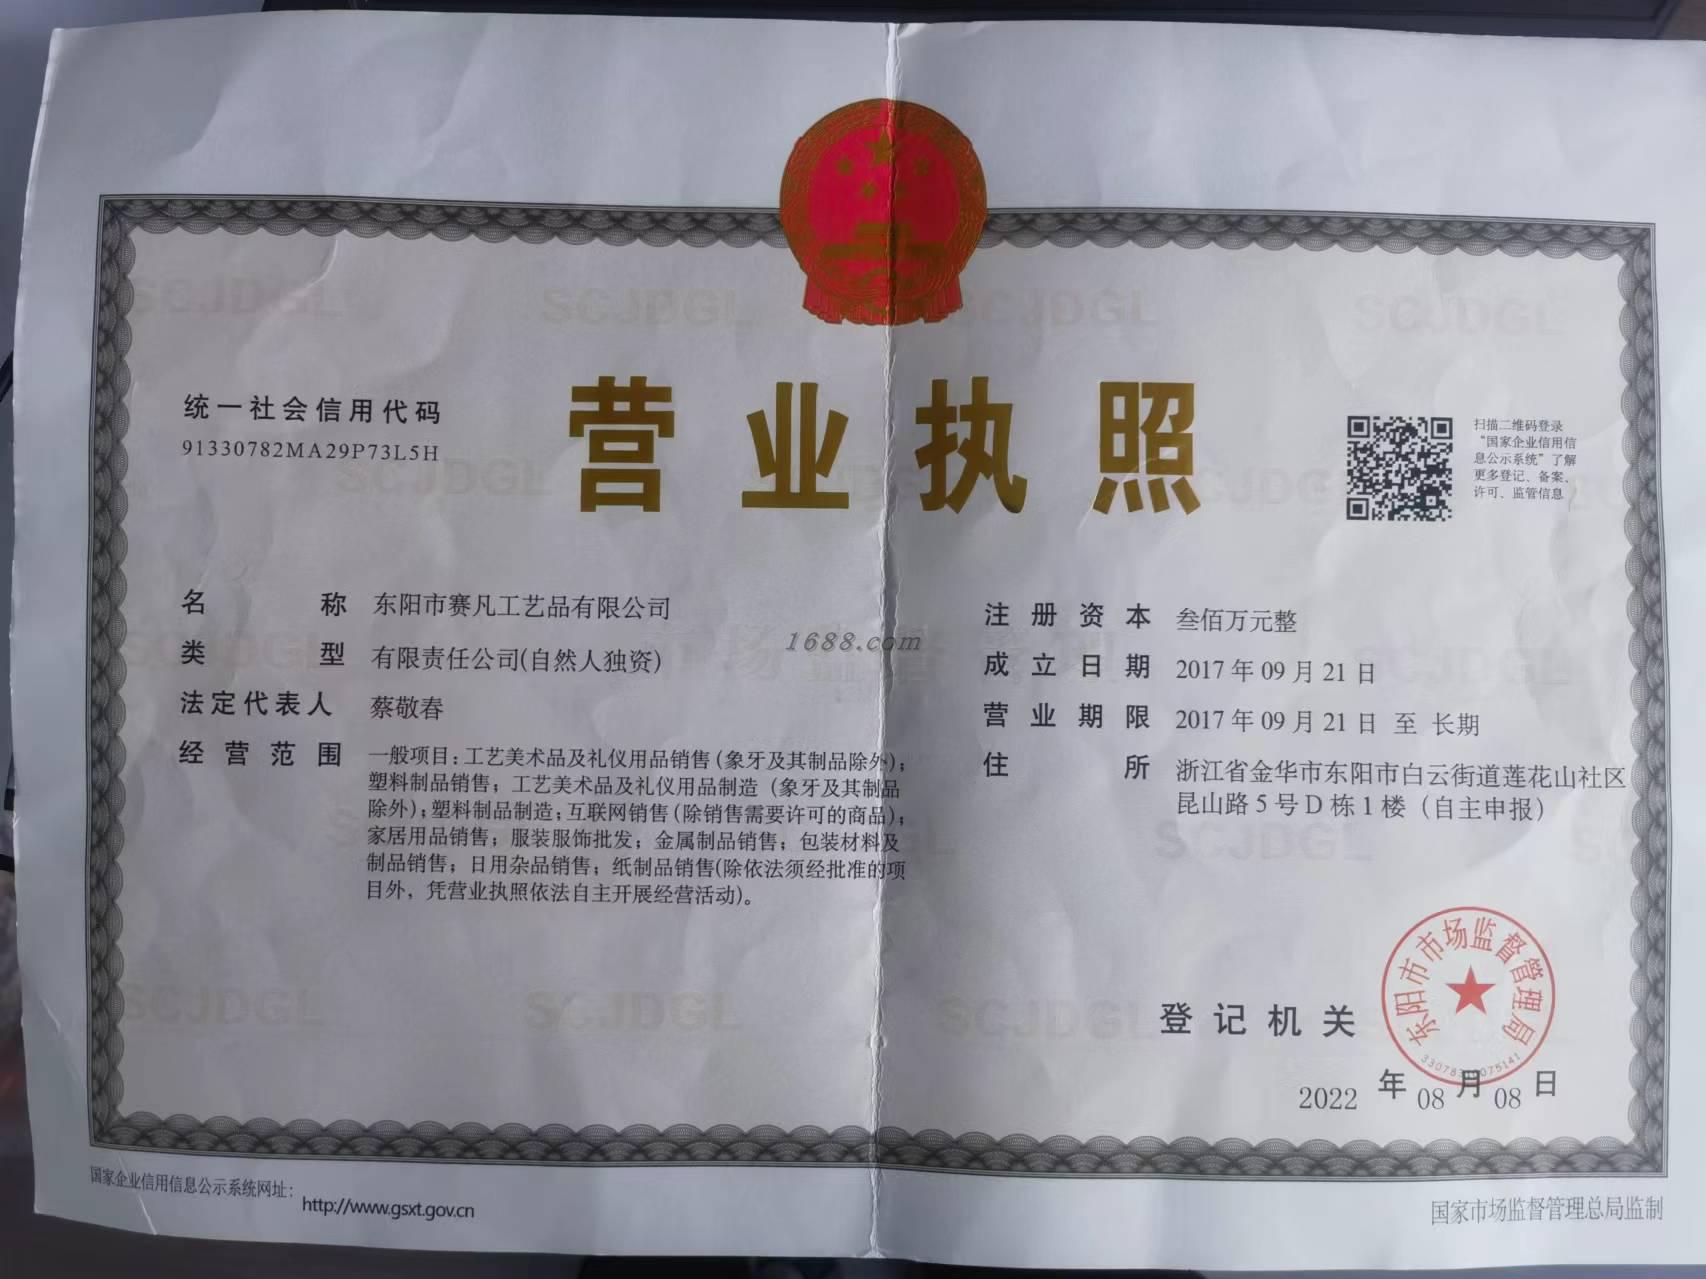 营业执照
统一社会信用代码
91330782MA29P73L5H
扫描二维码登录
“国家企业信用信
息公示系统”了解
更多登记、备案、
许可、监管信息
名称 东阳市赛凡工艺品有限公司
类型 有限责任公司(自然人独资)
法定代表人 蔡敬春
经营范围 一般项目:工艺美术品及礼仪用品销售(象牙及其制品除外);
塑料制品销售;工艺美术品及礼仪用品制造(象牙及其制品
除外);塑料制品制造;互联网销售(除销售需要许可的商品);
家居用品销售;服装服饰批发;金属制品销售;包装材料及
制品销售;日用杂品销售;纸制品销售(除依法须经批准的项
目外,凭营业执照依法自主开展经营活动)。
注册资本 叁佰万元整
成立日期 2017年09月21日
营业期限 2017年09月21日 至 长期
住所 浙江省金华市东阳市白云街道莲花山社区
昆山路5号D栋1楼(自主申报)
1688.com
登记机关
东阳市市场监督管理局
2022 年 08 月 08 日
国家企业信用信息公示系统网址:
http://www.gsxt.gov.cn
国家市场监督管理总局监制
SCJDGL